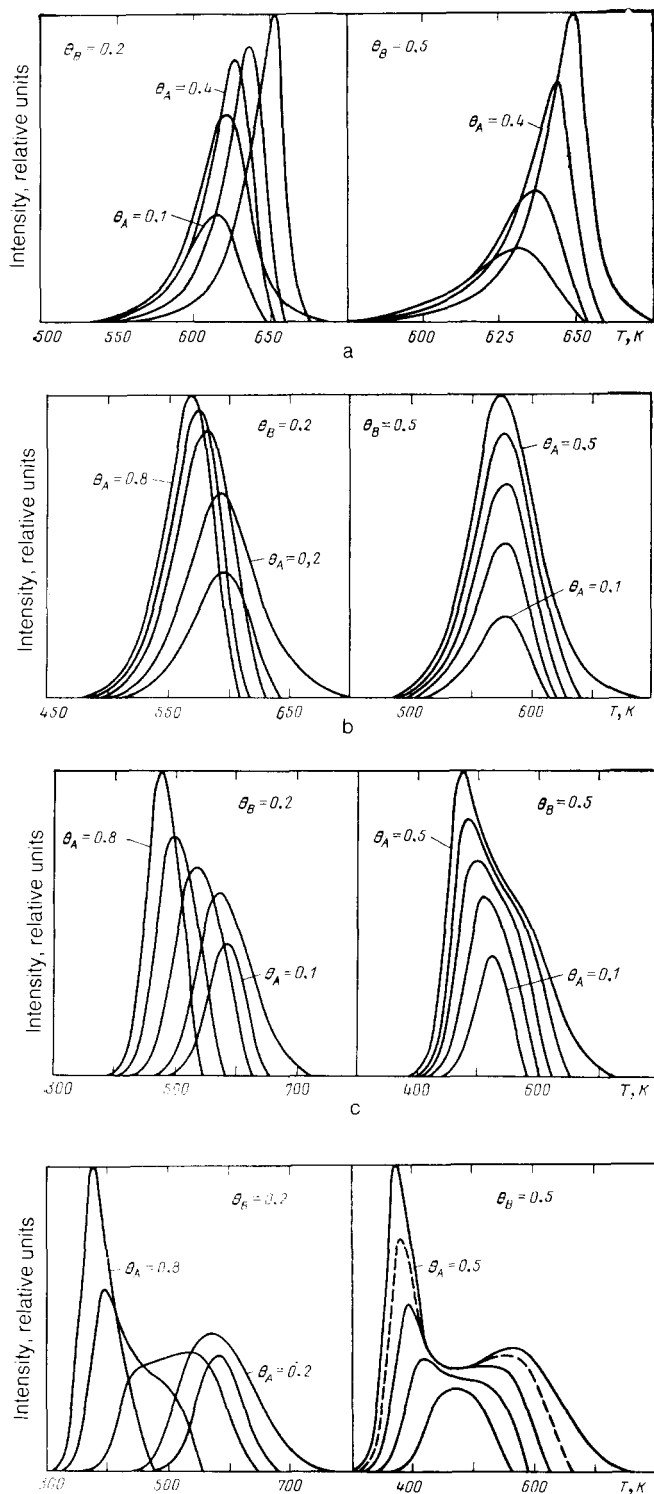 θB = 0.2
θB = 0.5
θA = 0.4
θA = 0.4
θA = 0.1
Intensity, relative units
500 550 600 650 600 625 650 T, K
a
θB = 0.2
θB = 0.5
θA = 0.5
θA = 0.8
θA = 0,2
θA = 0.1
Intensity, relative units
450 550 650 500 600 T, K
b
θB = 0.2
θB = 0.5
θA = 0.8
θA = 0.5
θA = 0.1
θA = 0.1
Intensity, relative units
300 500 700 400 600 T, K
c
θB = 0.2
θB = 0.5
θA = 0.8
θA = 0.5
θA = 0.2
Intensity, relative units
300 500 700 400 600 T, K